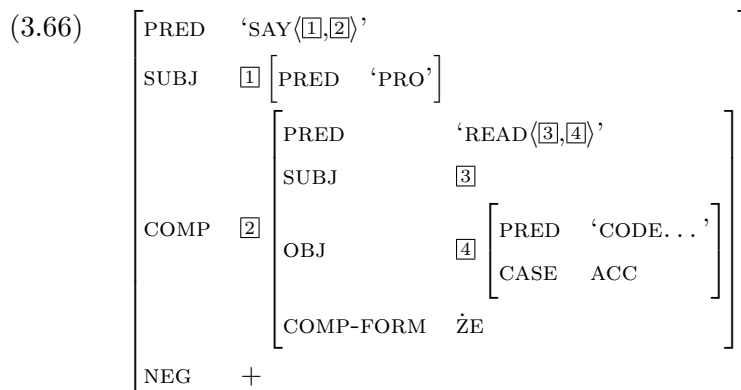 (3.66)
PRED ‘SAY⟨1,2⟩’
SUBJ 1 [PRED ‘PRO’]
COMP 2
PRED ‘READ⟨3,4⟩’
SUBJ 3
OBJ 4
PRED ‘CODE...’
CASE ACC
COMP-FORM ŻE
NEG +